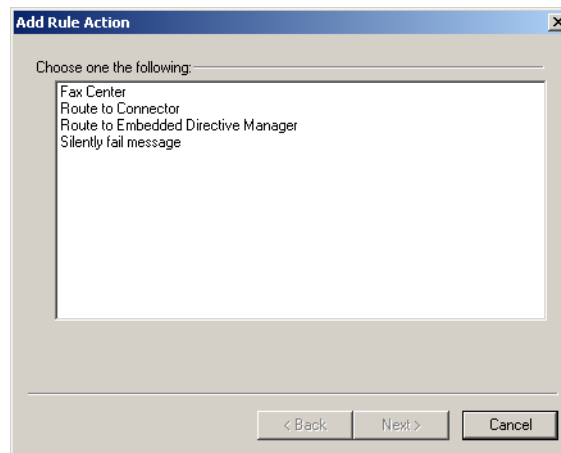 Add Rule Action
Choose one the following:
Fax Center
Route to Connector
Route to Embedded Directive Manager
Silently fail message
< Back
Next >
Cancel